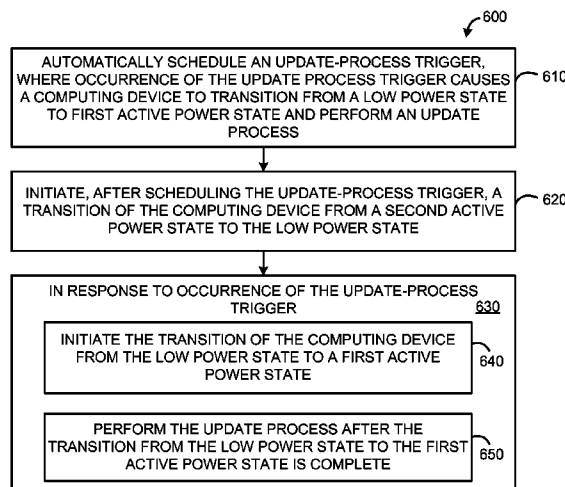 600
AUTOMATICALLY SCHEDULE AN UPDATE-PROCESS TRIGGER,
WHERE OCCURRENCE OF THE UPDATE PROCESS TRIGGER CAUSES
A COMPUTING DEVICE TO TRANSITION FROM A LOW POWER STATE
TO FIRST ACTIVE POWER STATE AND PERFORM AN UPDATE
PROCESS
610
INITIATE, AFTER SCHEDULING THE UPDATE-PROCESS TRIGGER, A
TRANSITION OF THE COMPUTING DEVICE FROM A SECOND ACTIVE
POWER STATE TO THE LOW POWER STATE
620
IN RESPONSE TO OCCURRENCE OF THE UPDATE-PROCESS
TRIGGER
630
INITIATE THE TRANSITION OF THE COMPUTING DEVICE
FROM THE LOW POWER STATE TO A FIRST ACTIVE
POWER STATE
640
PERFORM THE UPDATE PROCESS AFTER THE
TRANSITION FROM THE LOW POWER STATE TO THE FIRST
ACTIVE POWER STATE IS COMPLETE
650